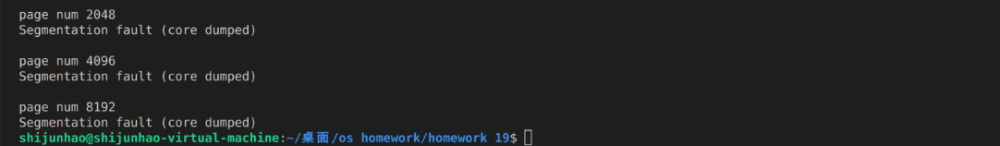 page num 2048
Segmentation fault (core dumped)
page num 4096
Segmentation fault (core dumped)
page num 8192
Segmentation fault (core dumped)
shijunhao@shijunhao-virtual-machine:~/桌面/os homework/homework 19$